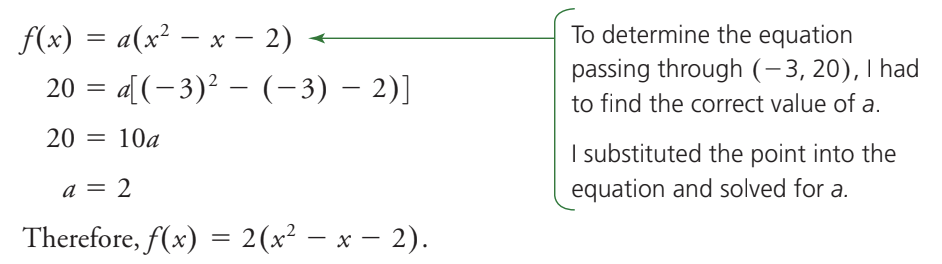 f(x) = a(x² − x − 2)
20 = a[(−3)² − (−3) − 2)]
20 = 10a
a = 2
Therefore, f(x) = 2(x² − x − 2).
To determine the equation
passing through (−3, 20), I had
to find the correct value of a.
I substituted the point into the
equation and solved for a.